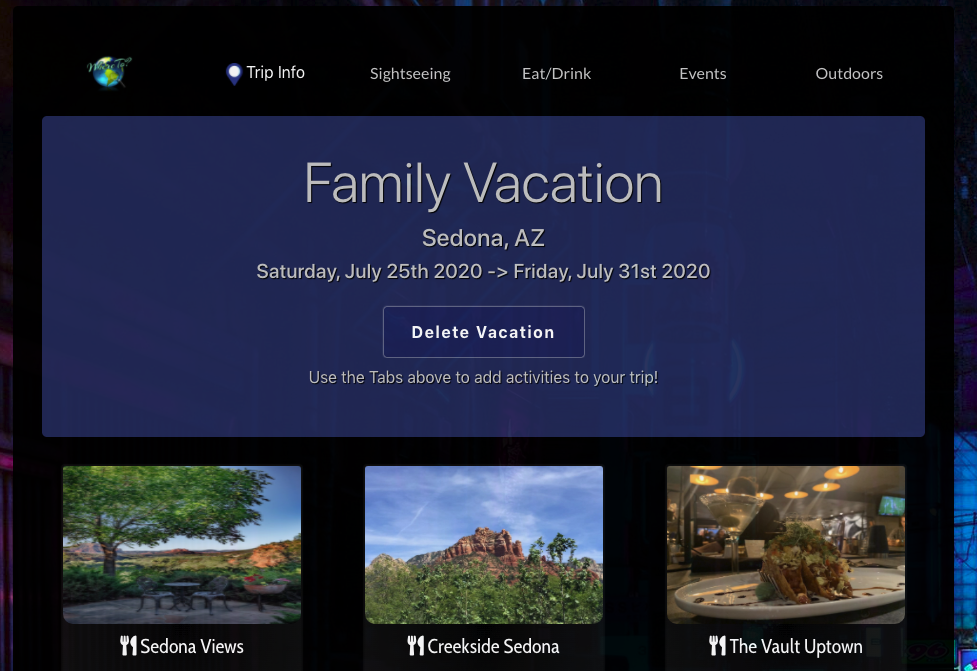 Where To?
Trip Info
Sightseeing
Eat/Drink
Events
Outdoors
Family Vacation
Sedona, AZ
Saturday, July 25th 2020 -> Friday, July 31st 2020
Delete Vacation
Use the Tabs above to add activities to your trip!
Sedona Views
Creekside Sedona
The Vault Uptown